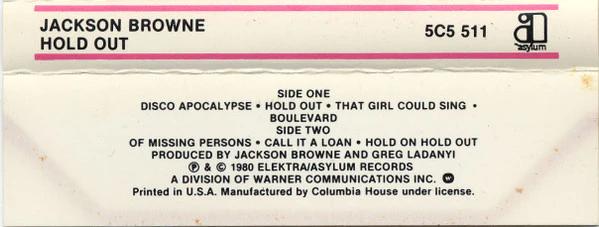 JACKSON BROWNE
HOLD OUT
5C5 511
asylum
SIDE ONE
DISCO APOCALYPSE • HOLD OUT • THAT GIRL COULD SING •
BOULEVARD
SIDE TWO
OF MISSING PERSONS • CALL IT A LOAN • HOLD ON HOLD OUT
PRODUCED BY JACKSON BROWNE AND GREG LADANYI
℗ & © 1980 ELEKTRA/ASYLUM RECORDS
A DIVISION OF WARNER COMMUNICATIONS INC.
Printed in U.S.A. Manufactured by Columbia House under license.